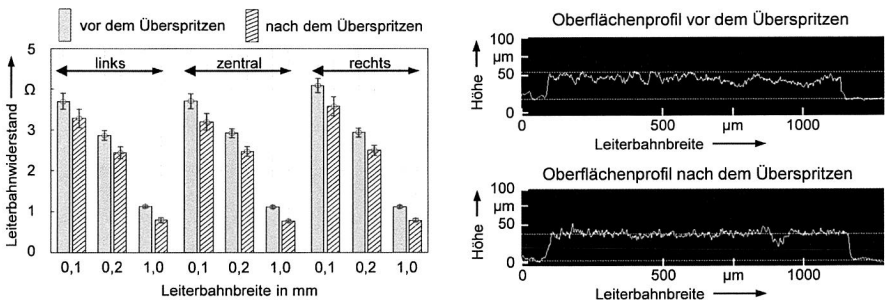 vor dem Überspritzen
nach dem Überspritzen
5
Ω
3
2
1
0
Leiterbahnwiderstand
links
zentral
rechts
0,1 0,2 1,0 0,1 0,2 1,0 0,1 0,2 1,0
Leiterbahnbreite in mm
Oberflächenprofil vor dem Überspritzen
100
µm
50
0
Höhe
0 500 µm 1000
Leiterbahnbreite
Oberflächenprofil nach dem Überspritzen
100
µm
50
0
Höhe
0 500 µm 1000
Leiterbahnbreite